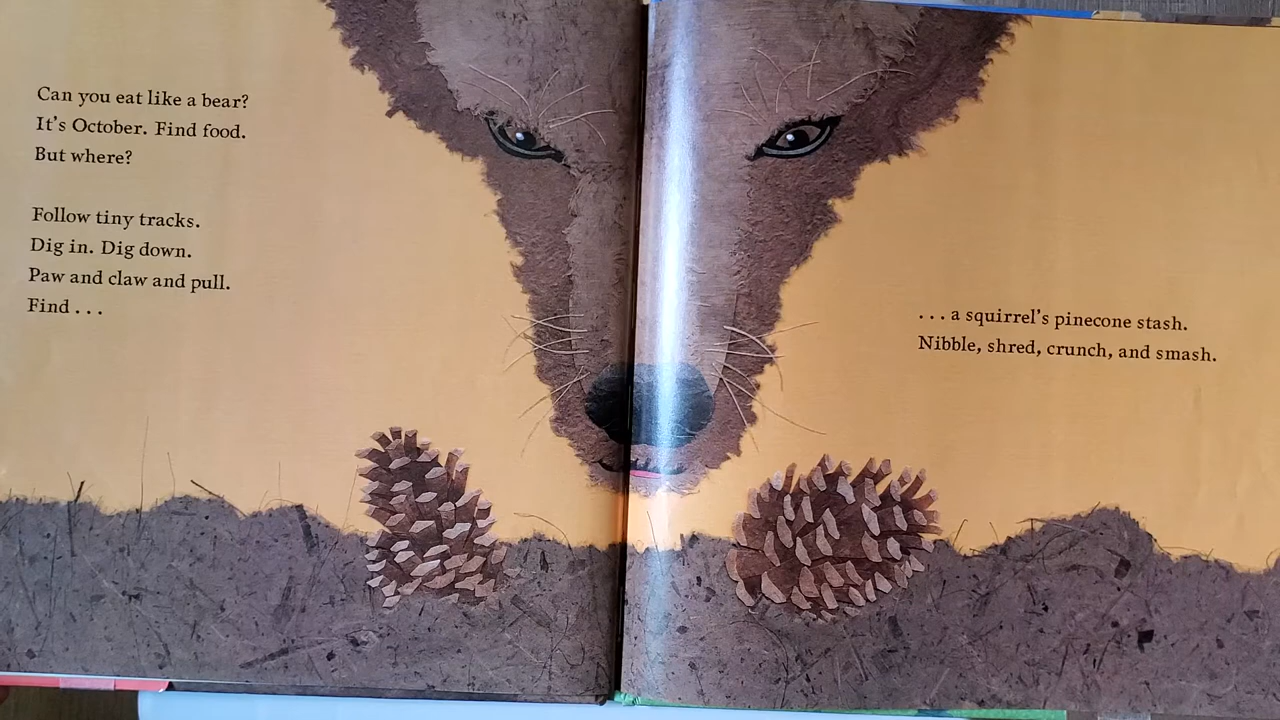 Can you eat like a bear?
It's October. Find food.
But where?
Follow tiny tracks.
Dig in. Dig down.
Paw and claw and pull.
Find . . .
. . . a squirrel's pinecone stash.
Nibble, shred, crunch, and smash.